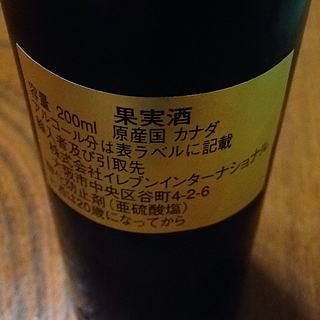 果実酒
容量 200ml 原産国 カナダ
アルコール分は表ラベルに記載
輸入者及び引取先
株式会社イレブンインターナショナル
大阪市中央区谷町4-2-6
防止剤(亜硫酸塩)
は20歳になってから